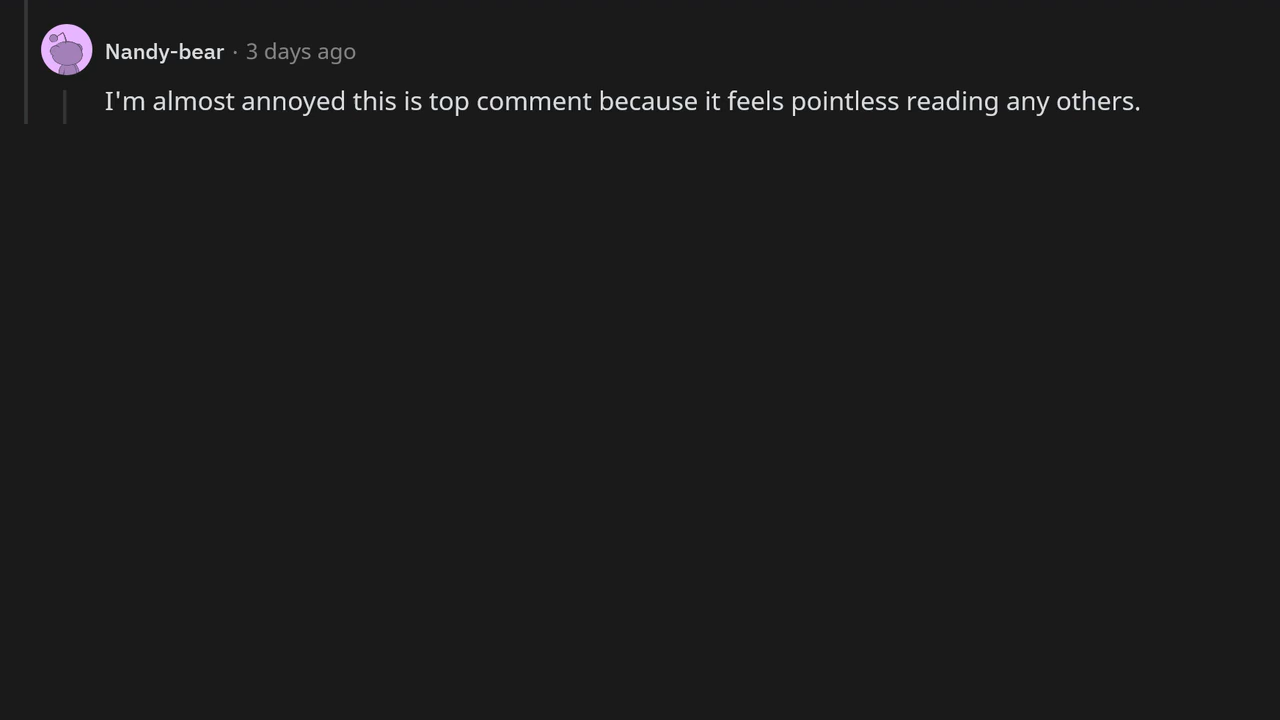 Nandy-bear · 3 days ago
I'm almost annoyed this is top comment because it feels pointless reading any others.